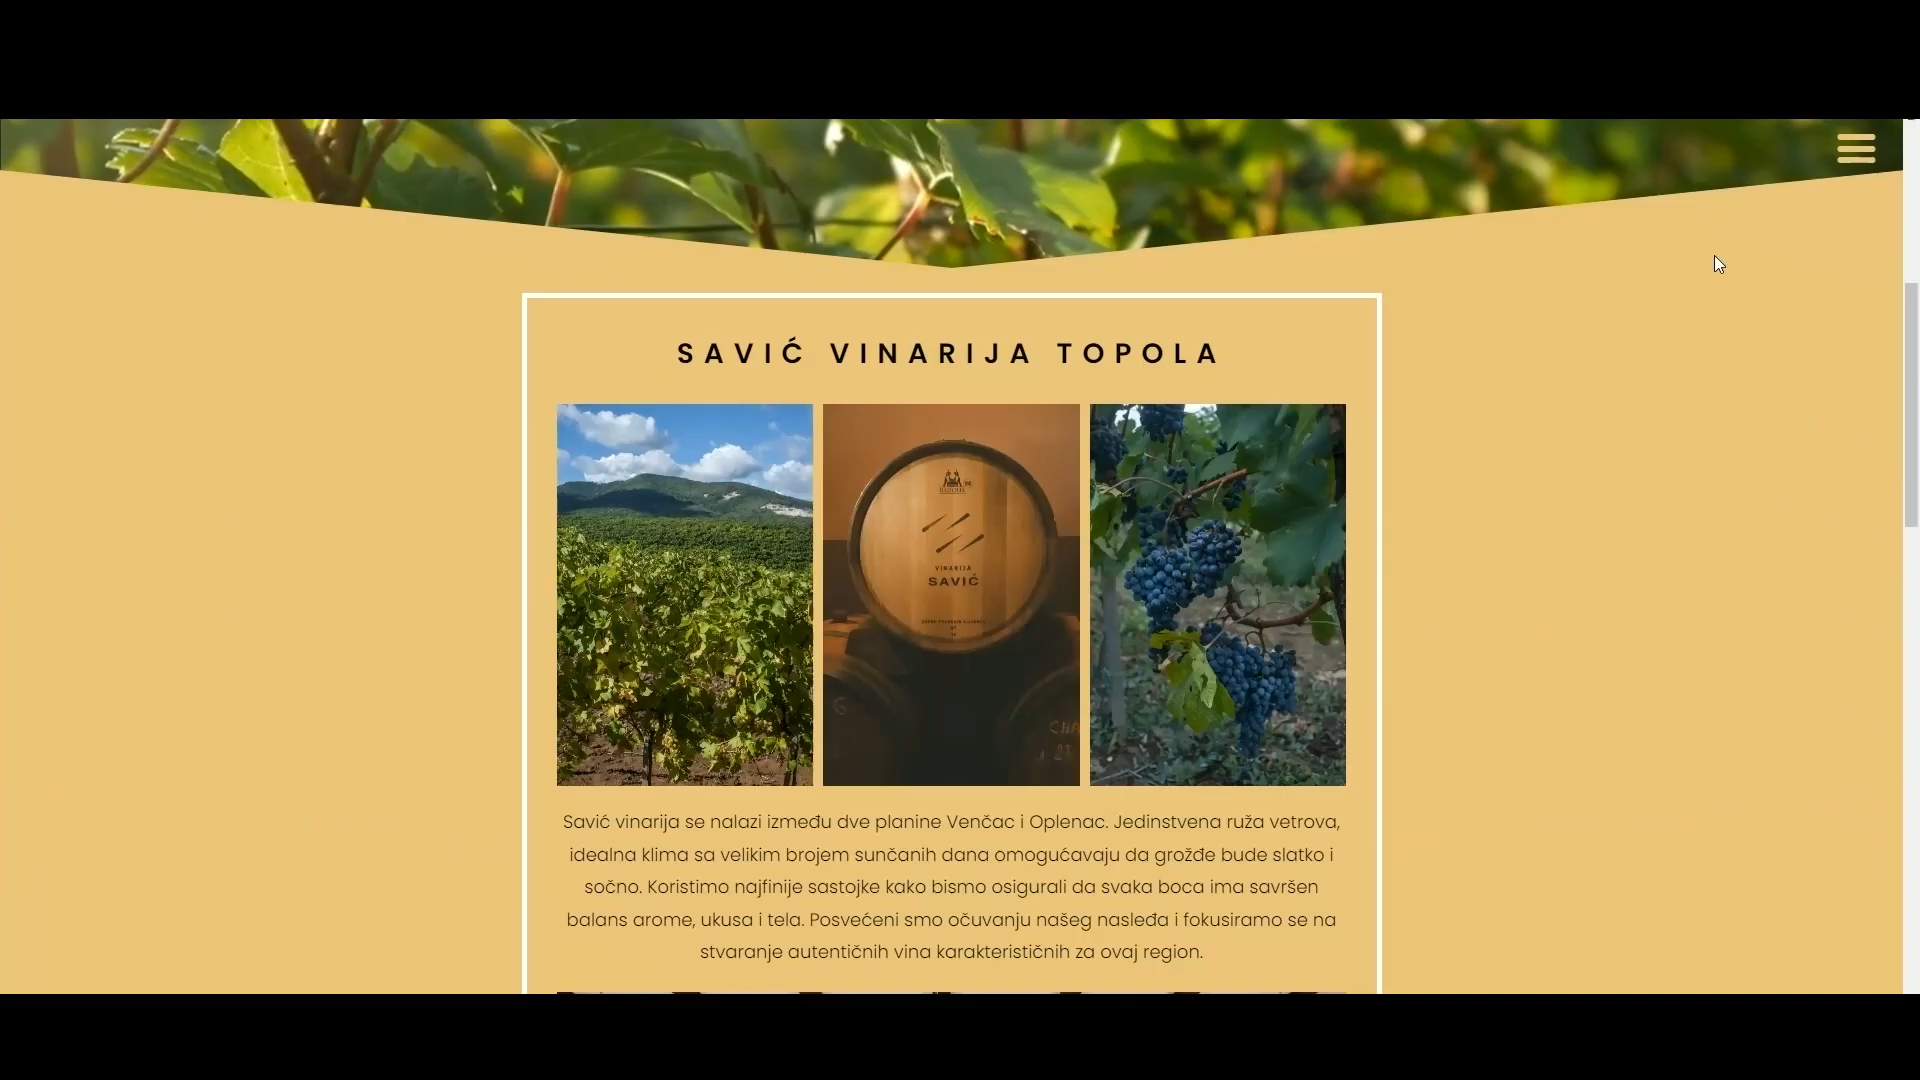 SAVIĆ VINARIJA TOPOLA
VINARIJA
SAVIĆ
Savić vinarija se nalazi između dve planine Venčac i Oplenac. Jedinstvena ruža vetrova,
idealna klima sa velikim brojem sunčanih dana omogućavaju da grožđe bude slatko i
sočno. Koristimo najfinije sastojke kako bismo osigurali da svaka boca ima savršen
balans arome, ukusa i tela. Posvećeni smo očuvanju našeg nasleđa i fokusiramo se na
stvaranje autentičnih vina karakterističnih za ovaj region.